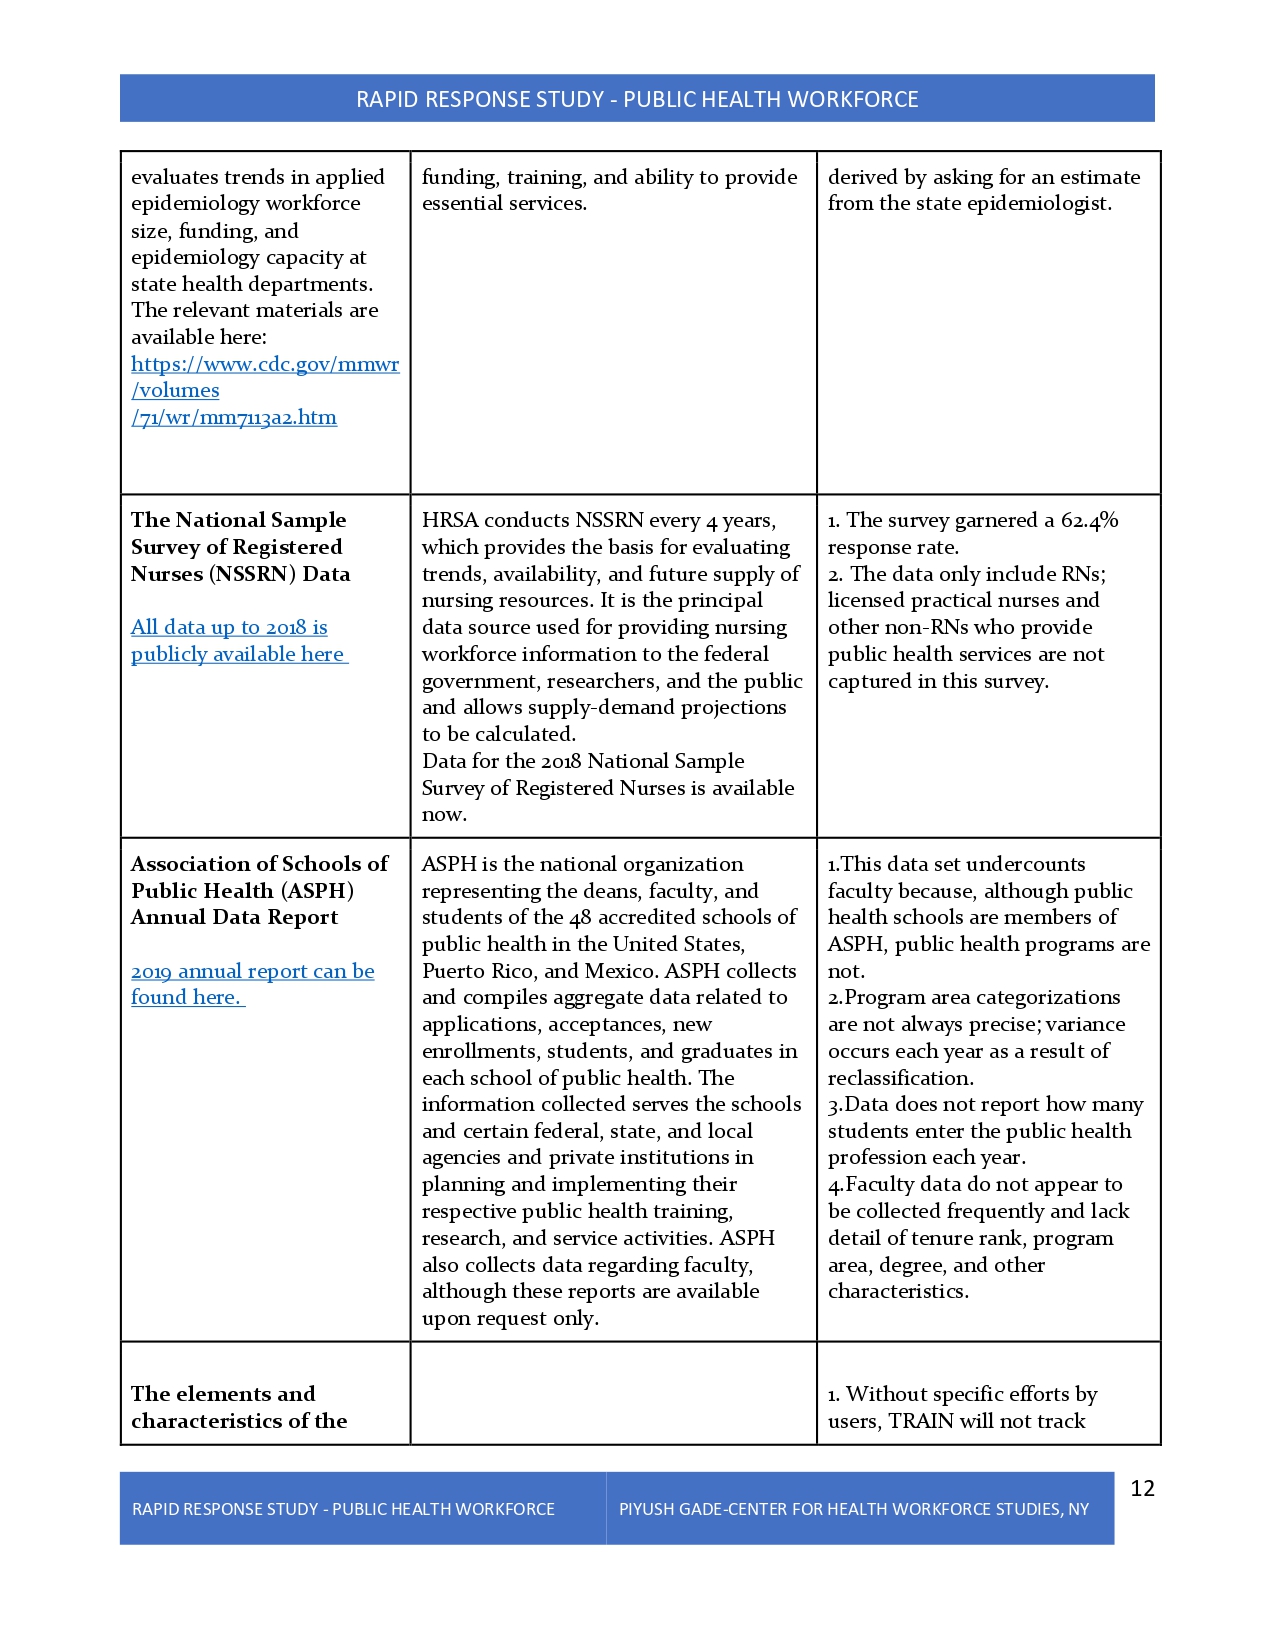 RAPID RESPONSE STUDY - PUBLIC HEALTH WORKFORCE
evaluates trends in applied
epidemiology workforce
size, funding, and
epidemiology capacity at
state health departments.
The relevant materials are
available here:
https://www.cdc.gov/mmwr
/volumes
/71/wr/mm7113a2.htm
funding, training, and ability to provide
essential services.
derived by asking for an estimate
from the state epidemiologist.
The National Sample
Survey of Registered
Nurses (NSSRN) Data
All data up to 2018 is
publicly available here
HRSA conducts NSSRN every 4 years,
which provides the basis for evaluating
trends, availability, and future supply of
nursing resources. It is the principal
data source used for providing nursing
workforce information to the federal
government, researchers, and the public
and allows supply-demand projections
to be calculated.
Data for the 2018 National Sample
Survey of Registered Nurses is available
now.
1. The survey garnered a 62.4%
response rate.
2. The data only include RNs;
licensed practical nurses and
other non-RNs who provide
public health services are not
captured in this survey.
Association of Schools of
Public Health (ASPH)
Annual Data Report
2019 annual report can be
found here.
ASPH is the national organization
representing the deans, faculty, and
students of the 48 accredited schools of
public health in the United States,
Puerto Rico, and Mexico. ASPH collects
and compiles aggregate data related to
applications, acceptances, new
enrollments, students, and graduates in
each school of public health. The
information collected serves the schools
and certain federal, state, and local
agencies and private institutions in
planning and implementing their
respective public health training,
research, and service activities. ASPH
also collects data regarding faculty,
although these reports are available
upon request only.
1.This data set undercounts
faculty because, although public
health schools are members of
ASPH, public health programs are
not.
2.Program area categorizations
are not always precise; variance
occurs each year as a result of
reclassification.
3.Data does not report how many
students enter the public health
profession each year.
4.Faculty data do not appear to
be collected frequently and lack
detail of tenure rank, program
area, degree, and other
characteristics.
The elements and
characteristics of the
1. Without specific efforts by
users, TRAIN will not track
RAPID RESPONSE STUDY - PUBLIC HEALTH WORKFORCE
PIYUSH GADE-CENTER FOR HEALTH WORKFORCE STUDIES, NY
12